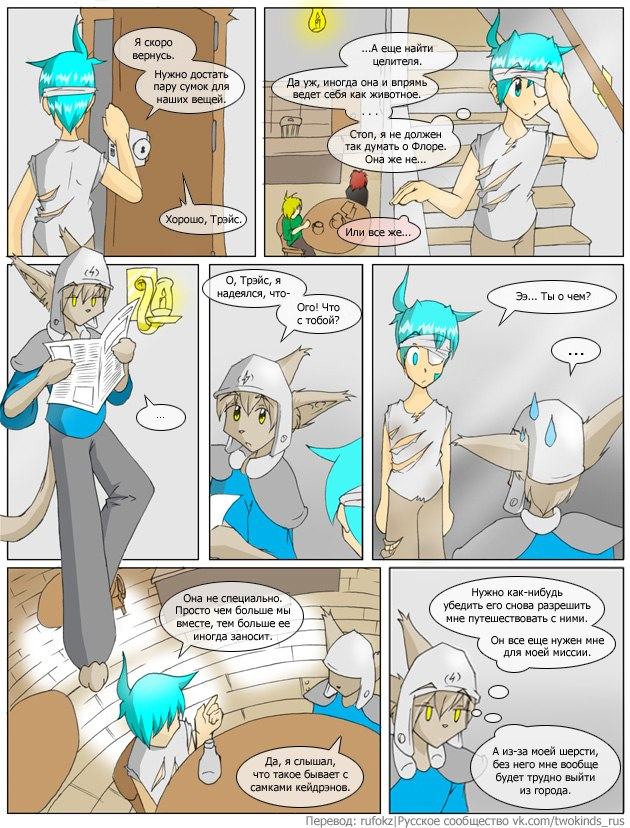 Я скоро
вернусь.
Нужно достать
пару сумок для
наших вещей.
Хорошо, Трэйс.
...А еще найти
целителя.
Да уж, иногда она и впрямь
ведет себя как животное.
. . .
Стоп, я не должен
так думать о Флоре.
Она же не...
Или все же...
...
О, Трэйс, я
надеялся, что-
Ого! Что
с тобой?
Ээ... Ты о чем?
...
Она не специально.
Просто чем больше мы
вместе, тем больше ее
иногда заносит.
Да, я слышал,
что такое бывает с
самками кейдрэнов.
Нужно как-нибудь
убедить его снова разрешить
мне путешествовать с ними.
Он все еще нужен мне
для моей миссии.
А из-за моей шерсти,
без него мне вообще
будет трудно выйти
из города.
Перевод: rufokz|Русское сообщество vk.com/twokinds_rus